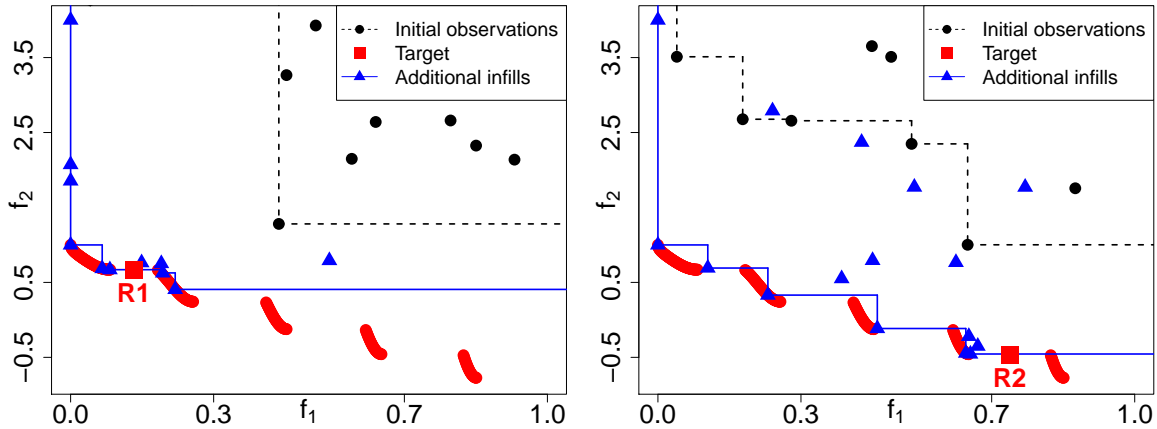 Initial observations
Target
Additional infills
3.5
2.5
f2
0.5
−0.5
R1
0.0
0.3
f1
0.7
1.0
Initial observations
Target
Additional infills
3.5
2.5
f2
0.5
−0.5
R2
0.0
0.3
f1
0.7
1.0